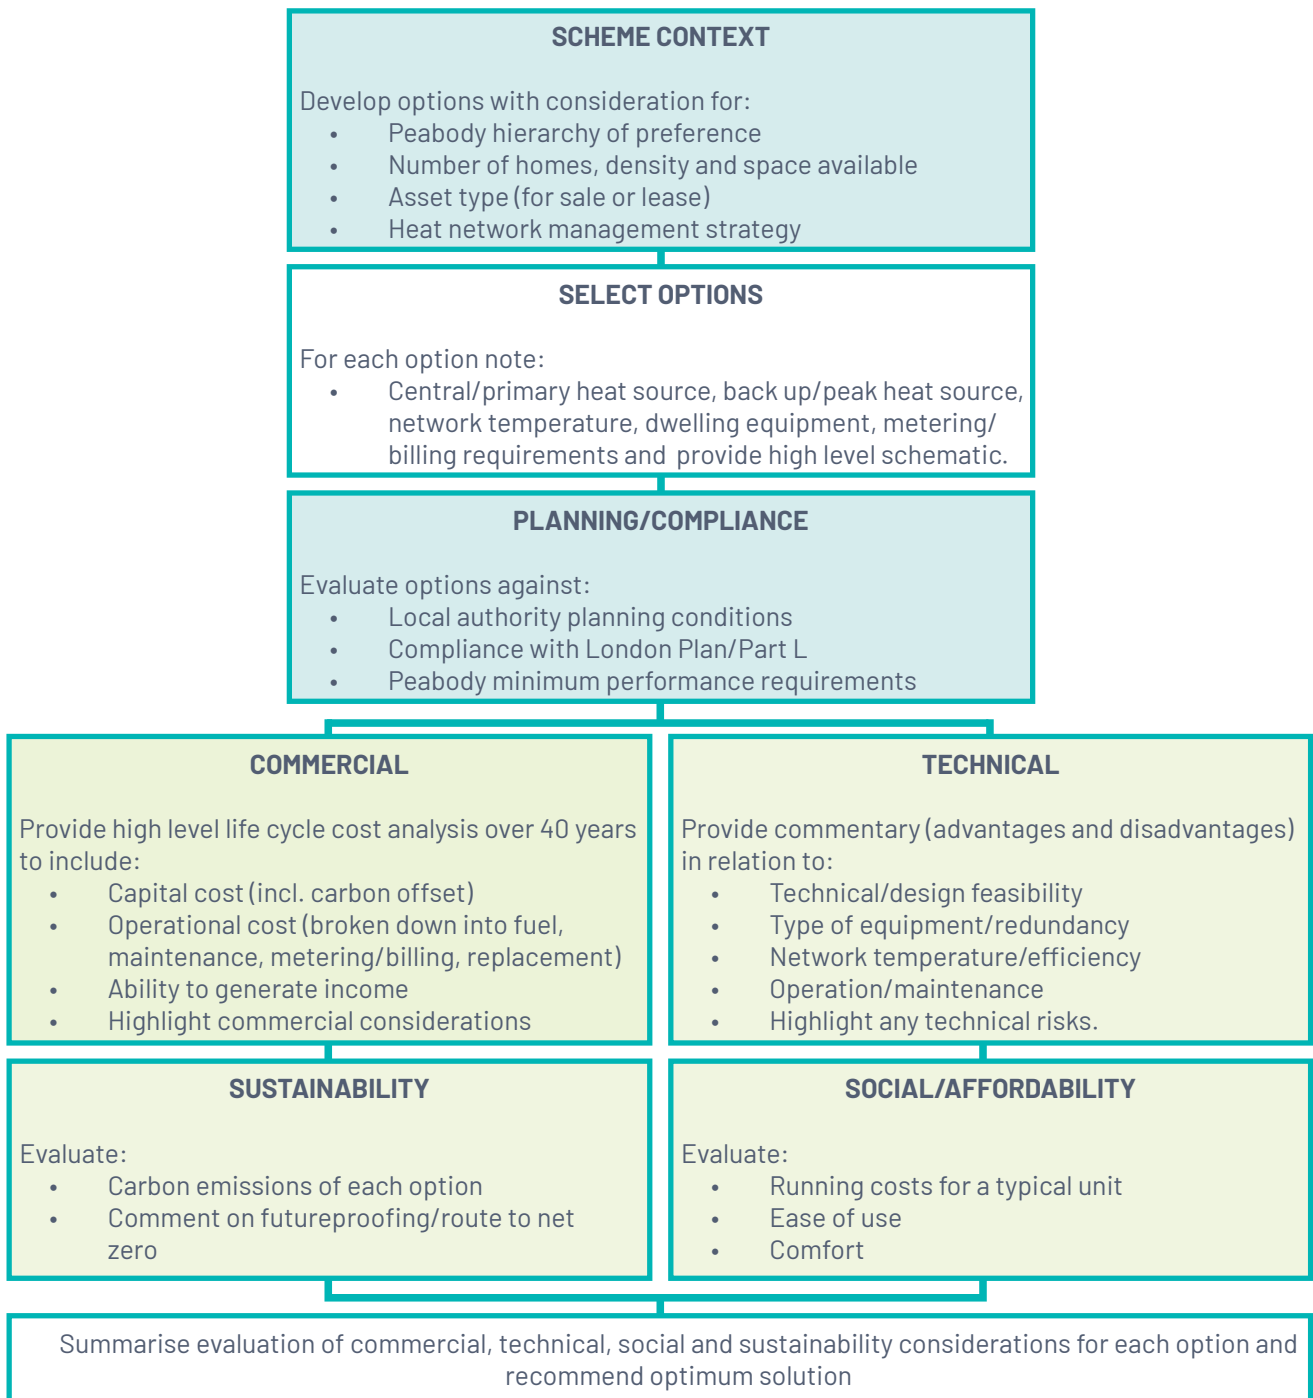 SCHEME CONTEXT
Develop options with consideration for:
• Peabody hierarchy of preference
• Number of homes, density and space available
• Asset type (for sale or lease)
• Heat network management strategy
SELECT OPTIONS
For each option note:
• Central/primary heat source, back up/peak heat source,
network temperature, dwelling equipment, metering/
billing requirements and provide high level schematic.
PLANNING/COMPLIANCE
Evaluate options against:
• Local authority planning conditions
• Compliance with London Plan/Part L
• Peabody minimum performance requirements
COMMERCIAL
Provide high level life cycle cost analysis over 40 years
to include:
• Capital cost (incl. carbon offset)
• Operational cost (broken down into fuel,
maintenance, metering/billing, replacement)
• Ability to generate income
• Highlight commercial considerations
TECHNICAL
Provide commentary (advantages and disadvantages)
in relation to:
• Technical/design feasibility
• Type of equipment/redundancy
• Network temperature/efficiency
• Operation/maintenance
• Highlight any technical risks.
SUSTAINABILITY
Evaluate:
• Carbon emissions of each option
• Comment on futureproofing/route to net
zero
SOCIAL/AFFORDABILITY
Evaluate:
• Running costs for a typical unit
• Ease of use
• Comfort
Summarise evaluation of commercial, technical, social and sustainability considerations for each option and
recommend optimum solution